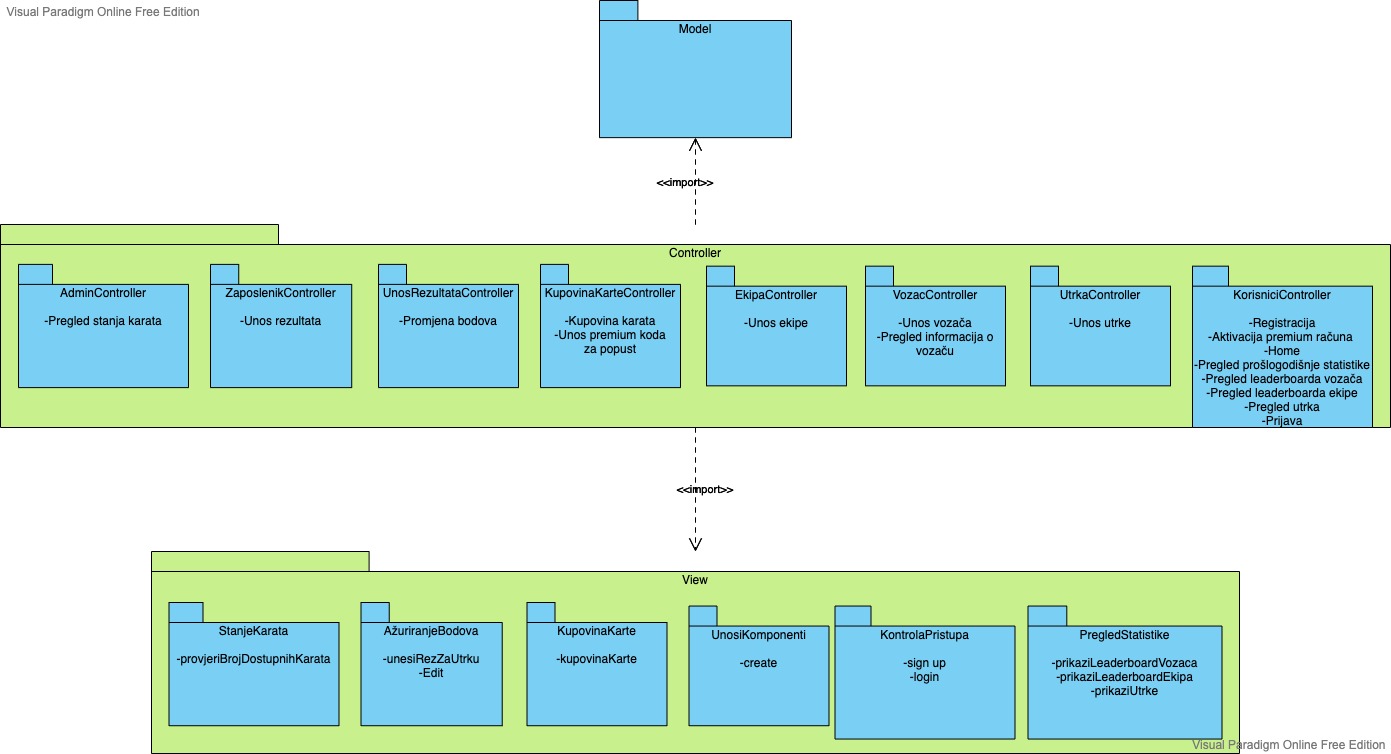 Visual Paradigm Online Free Edition
Model
<<import>>
Controller
AdminController
-Pregled stanja karata
ZaposlenikController
-Unos rezultata
UnosRezultataController
-Promjena bodova
KupovinaKarteController
-Kupovina karata
-Unos premium koda
za popust
EkipaController
-Unos ekipe
VozacController
-Unos vozača
-Pregled informacija o
vozaču
UtrkaController
-Unos utrke
KorisniciController
-Registracija
-Aktivacija premium računa
-Home
-Pregled prošlogodišnje statistike
-Pregled leaderboarda vozača
-Pregled leaderboarda ekipe
-Pregled utrka
-Prijava
<<import>>
View
StanjeKarata
-provjeriBrojDostupnihKarata
AžuriranjeBodova
-unesiRezZaUtrku
-Edit
KupovinaKarte
-kupovinaKarte
UnosiKomponenti
-create
KontrolaPristupa
-sign up
-login
PregledStatistike
-prikaziLeaderboardVozaca
-prikaziLeaderboardEkipa
-prikaziUtrke
Visual Paradigm Online Free Edition